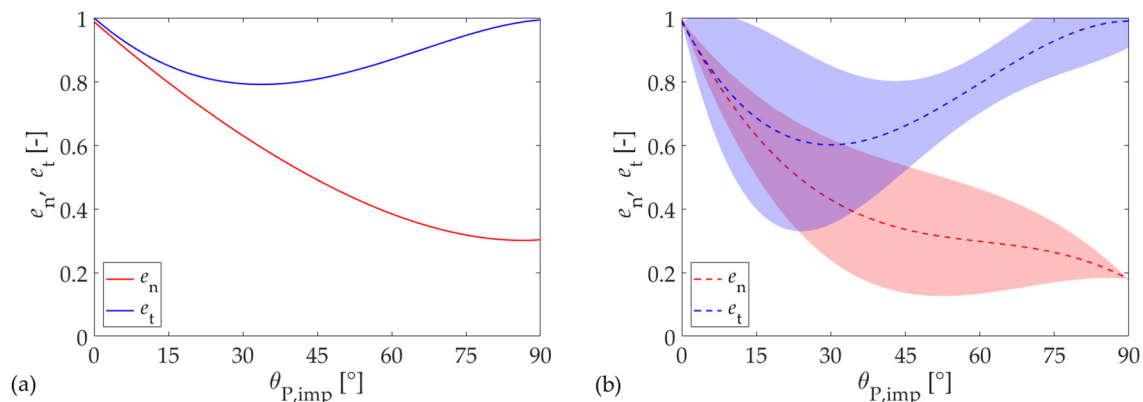 1
0.8
0.6
0.4
0.2
0
e_n, e_t [-]
e_n
e_t
0 15 30 45 60 75 90
θ_P,imp [°]
(a)
1
0.8
0.6
0.4
0.2
0
e_n, e_t [-]
e_n
e_t
0 15 30 45 60 75 90
θ_P,imp [°]
(b)